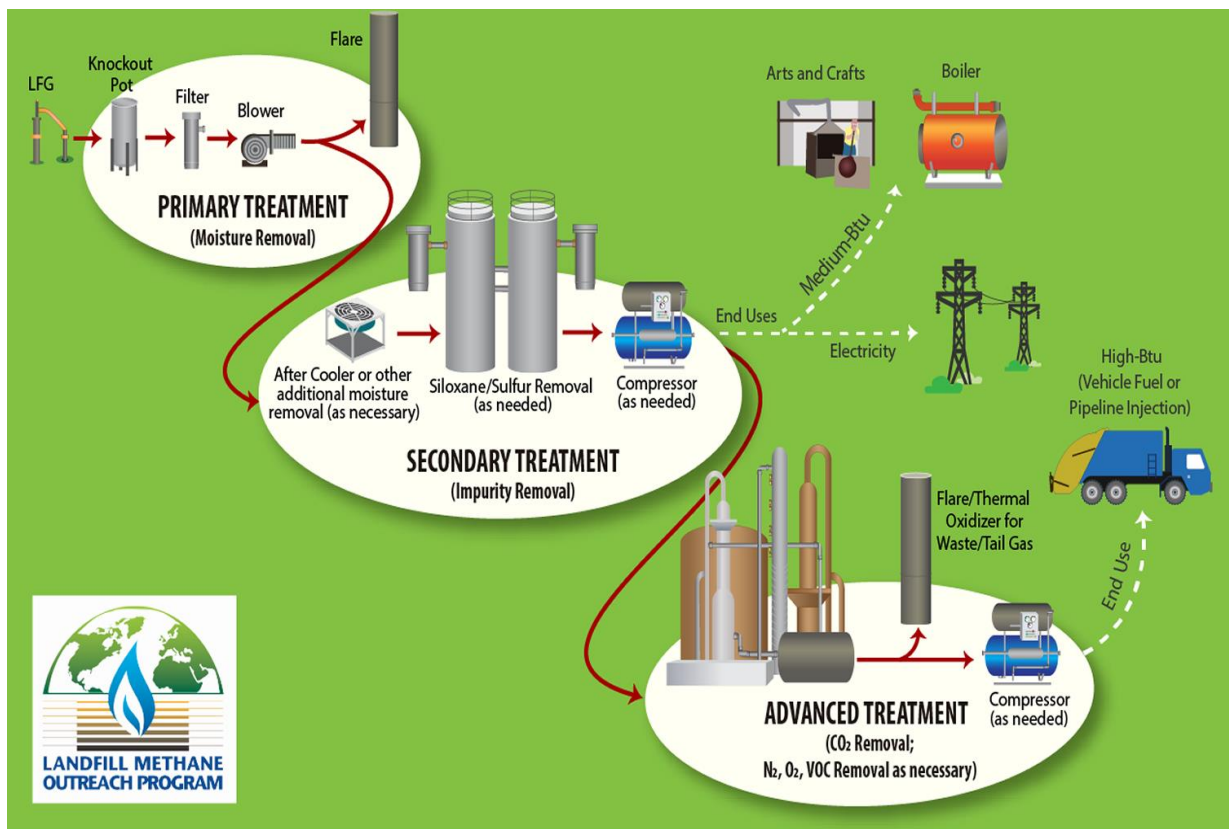 Flare
Knockout
Pot
LFG
Filter
Blower
PRIMARY TREATMENT
(Moisture Removal)
Arts and Crafts
Boiler
Medium-Btu
End Uses
Electricity
After Cooler or other
additional moisture
removal (as necessary)
Siloxane/Sulfur Removal
(as needed)
Compressor
(as needed)
SECONDARY TREATMENT
(Impurity Removal)
High-Btu
(Vehicle Fuel or
Pipeline Injection)
Flare/Thermal
Oxidizer for
Waste/Tail Gas
End Use
Compressor
(as needed)
ADVANCED TREATMENT
(CO₂ Removal;
N₂, O₂, VOC Removal as necessary)
LANDFILL METHANE
OUTREACH PROGRAM